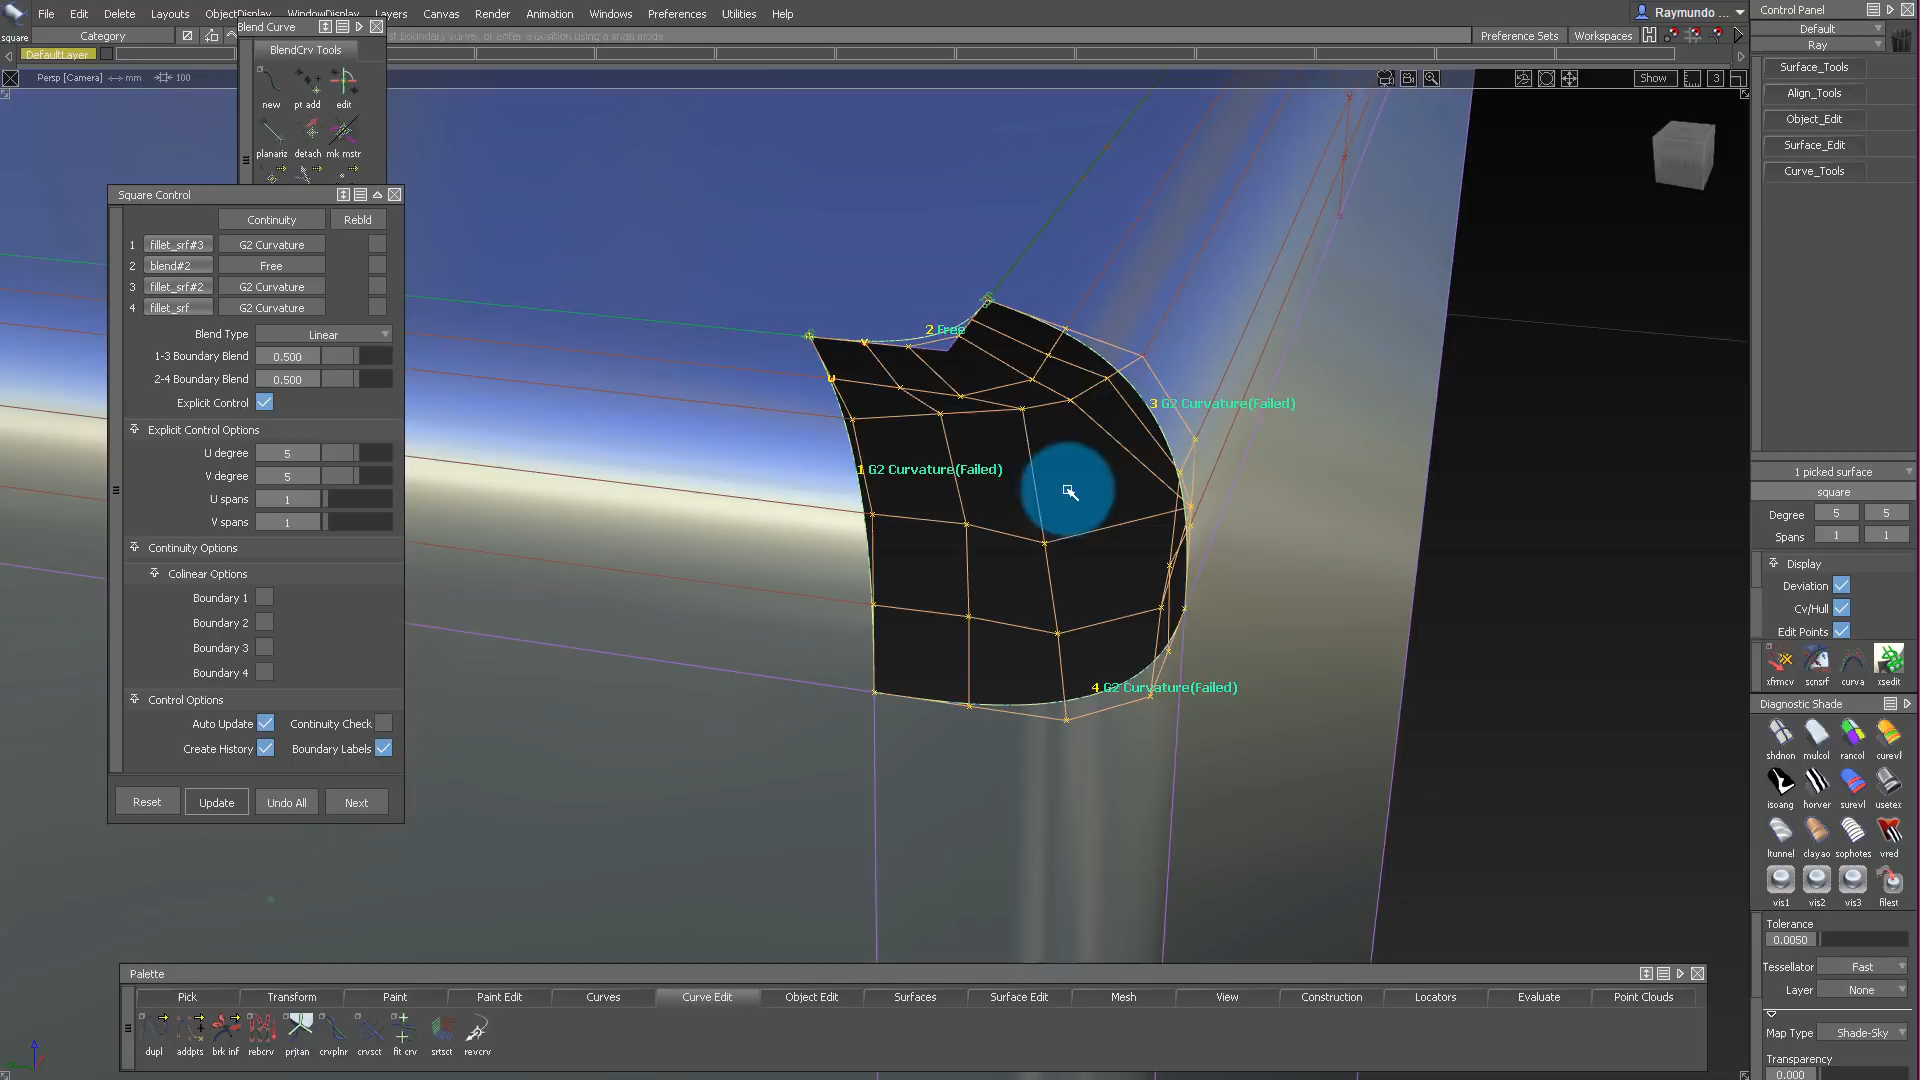 File Edit Delete Layouts ObjectDisplay WindowDisplay Layers Canvas Render Animation Windows Preferences Utilities Help
Raymundo ...
Control Panel
square
Category
Blend Curve
Preference Sets
Workspaces
Default
Ray
DefaultLayer
BlendCrv Tools
Persp [Camera] mm 100
Show
3
new pt add edit
planariz detach mk mstr
Surface_Tools
Align_Tools
Object_Edit
Surface_Edit
Curve_Tools
Square Control
Continuity Rebld
1 fillet_srf#3 G2 Curvature
2 blend#2 Free
3 fillet_srf#2 G2 Curvature
4 fillet_srf G2 Curvature
Blend Type Linear
1-3 Boundary Blend 0.500
2-4 Boundary Blend 0.500
Explicit Control
Explicit Control Options
U degree 5
V degree 5
U spans 1
V spans 1
Continuity Options
Colinear Options
Boundary 1
Boundary 2
Boundary 3
Boundary 4
Control Options
Auto Update Continuity Check
Create History Boundary Labels
Reset Update Undo All Next
2 Free
3 G2 Curvature(Failed)
1 G2 Curvature(Failed)
4 G2 Curvature(Failed)
v
u
1 picked surface
square
Degree 5 5
Spans 1 1
Display
Deviation
Cv/Hull
Edit Points
xfrmcv scnsrf curva xsedit
Diagnostic Shade
shdnon mulcol rancol curevl
isoang horver surevl usetex
ltunnel clayao sophotes vred
vis1 vis2 vis3 filest
Tolerance
0.0050
Tessellator Fast
Layer None
Map Type Shade-Sky
Transparency
0.000
Palette
Pick Transform Paint Paint Edit Curves Curve Edit Object Edit Surfaces Surface Edit Mesh View Construction Locators Evaluate Point Clouds
dupl addpts brk inf rebcrv prjtan crvplnr crvsct fit crv srtsct revcrv